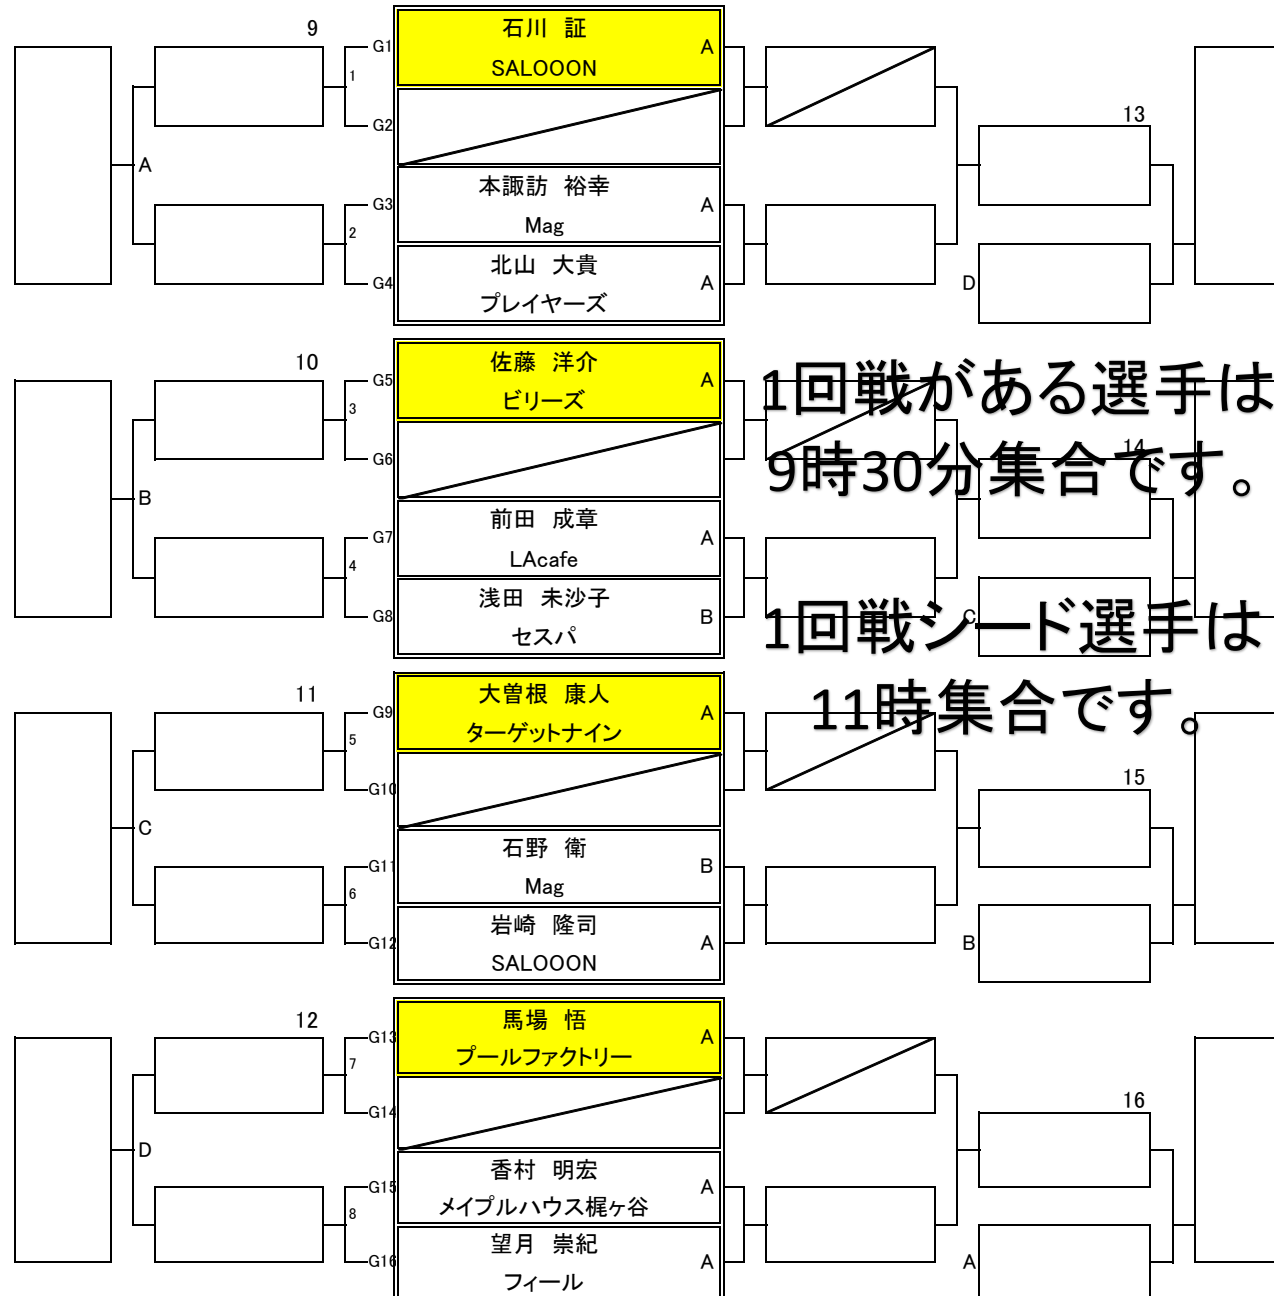 9
G1
石川 証
A
SALOOON
1
G2
13
A
G3
本諏訪 裕幸
A
Mag
2
G4
北山 大貴
A
プレイヤーズ
D
10
G5
佐藤 洋介
A
ビリーズ
3
G6
1回戦がある選手は
9時30分集合です。
14
B
G7
前田 成章
A
LAcafe
4
G8
浅田 未沙子
B
セスパ
C
1回戦シード選手は
11時集合です。
11
G9
大曽根 康人
A
ターゲットナイン
5
G10
15
C
G11
石野 衛
B
Mag
6
G12
岩崎 隆司
A
SALOOON
B
12
G13
馬場 悟
A
プールファクトリー
7
G14
16
D
G15
香村 明宏
A
メイプルハウス梶ヶ谷
8
G16
望月 崇紀
A
フィール
A